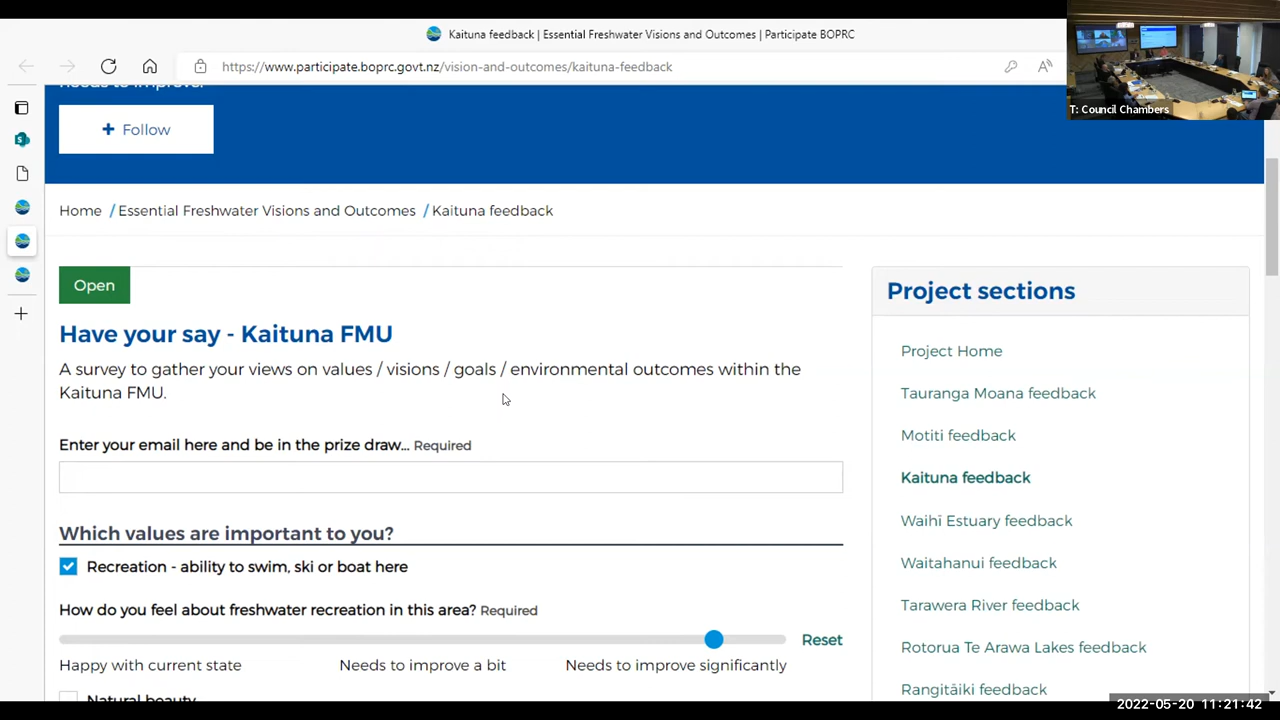 Kaituna feedback | Essential Freshwater Visions and Outcomes | Participate BOPRC
https://www.participate.boprc.govt.nz/vision-and-outcomes/kaituna-feedback
T: Council Chambers
needs to improve.
+ Follow
Home / Essential Freshwater Visions and Outcomes / Kaituna feedback
Open
Have your say - Kaituna FMU
A survey to gather your views on values / visions / goals / environmental outcomes within the
Kaituna FMU.
Enter your email here and be in the prize draw... Required
Which values are important to you?
Recreation - ability to swim, ski or boat here
How do you feel about freshwater recreation in this area? Required
Reset
Happy with current state
Needs to improve a bit
Needs to improve significantly
Natural beauty
Project sections
Project Home
Tauranga Moana feedback
Motiti feedback
Kaituna feedback
Waihī Estuary feedback
Waitahanui feedback
Tarawera River feedback
Rotorua Te Arawa Lakes feedback
Rangitāiki feedback
2022-05-20 11:21:42